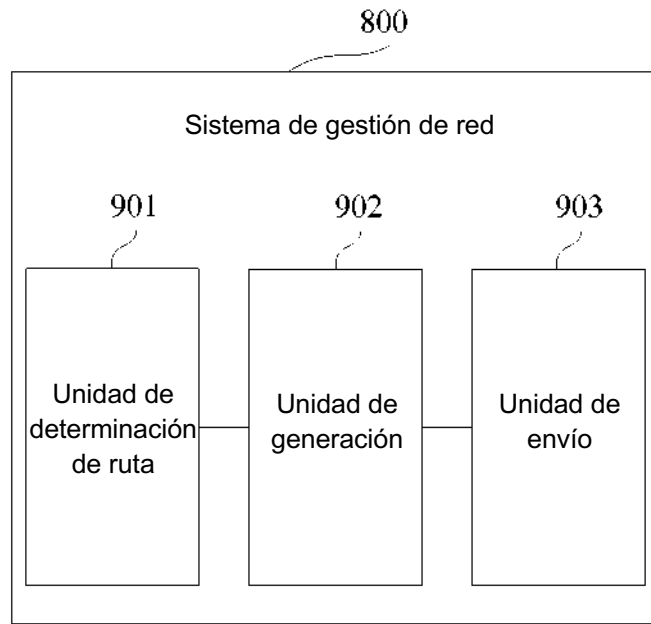 800
Sistema de gestión de red
901
902
903
Unidad de
determinación
de ruta
Unidad de
generación
Unidad de
envío